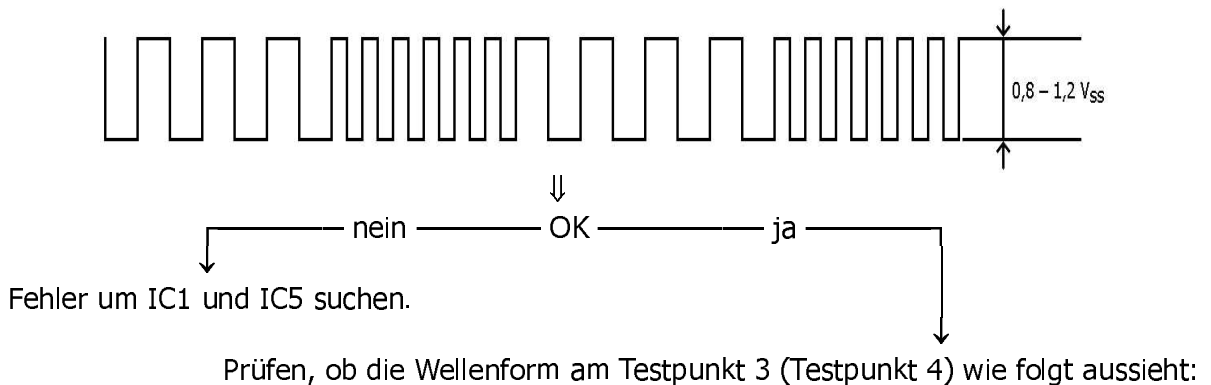 0,8 – 1,2 VSS
⇓
nein OK ja
Fehler um IC1 und IC5 suchen.
Prüfen, ob die Wellenform am Testpunkt 3 (Testpunkt 4) wie folgt aussieht: